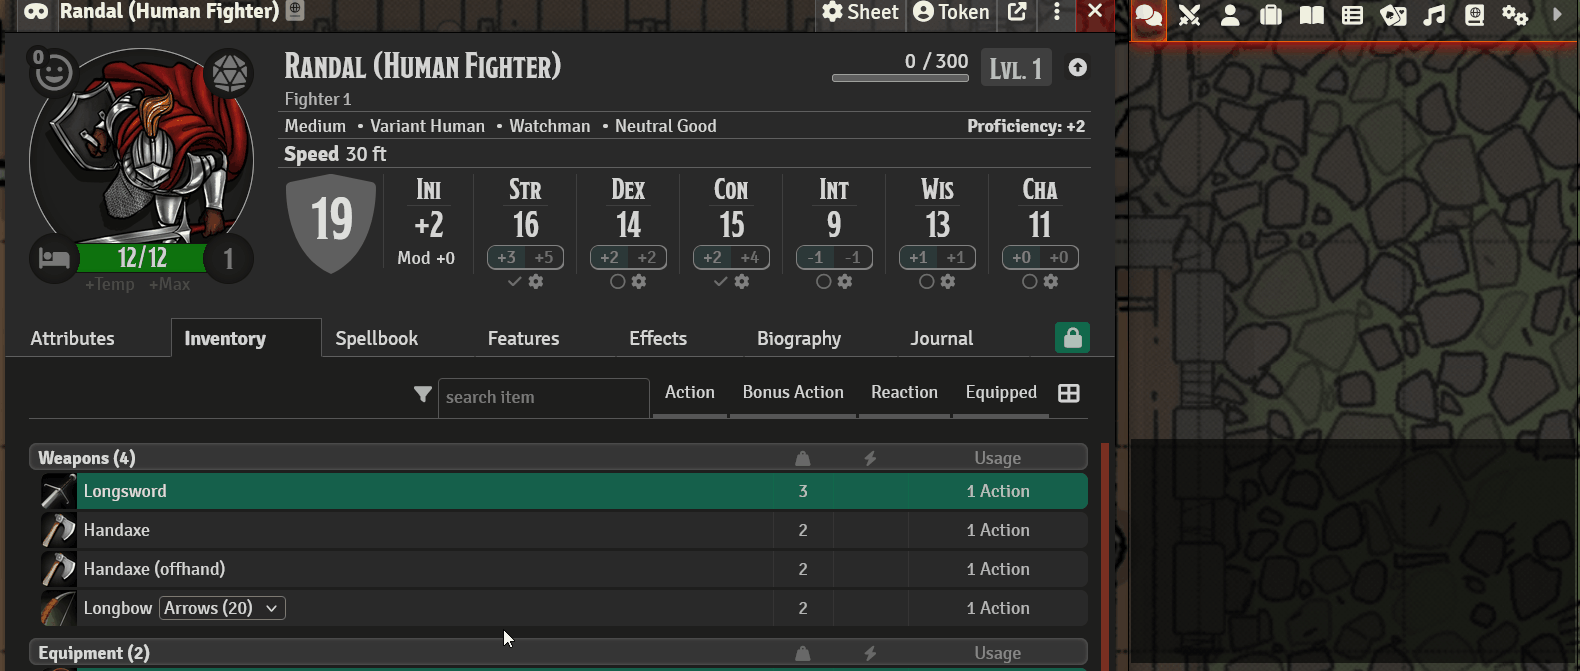 Randal (Human Fighter) Sheet Token
0
RANDAL (HUMAN FIGHTER) 0 / 300 LVL. 1
Fighter 1
Medium • Variant Human • Watchman • Neutral Good Proficiency: +2
Speed 30 ft
19
INI STR DEX CON INT WIS CHA
+2 16 14 15 9 13 11
Mod +0 +3 +5 +2 +2 +2 +4 -1 -1 +1 +1 +0 +0
12/12 1
+Temp +Max
Attributes Inventory Spellbook Features Effects Biography Journal
search item Action Bonus Action Reaction Equipped
Weapons (4) Usage
Longsword 3 1 Action
Handaxe 2 1 Action
Handaxe (offhand) 2 1 Action
Longbow Arrows (20) 2 1 Action
Equipment (2) Usage